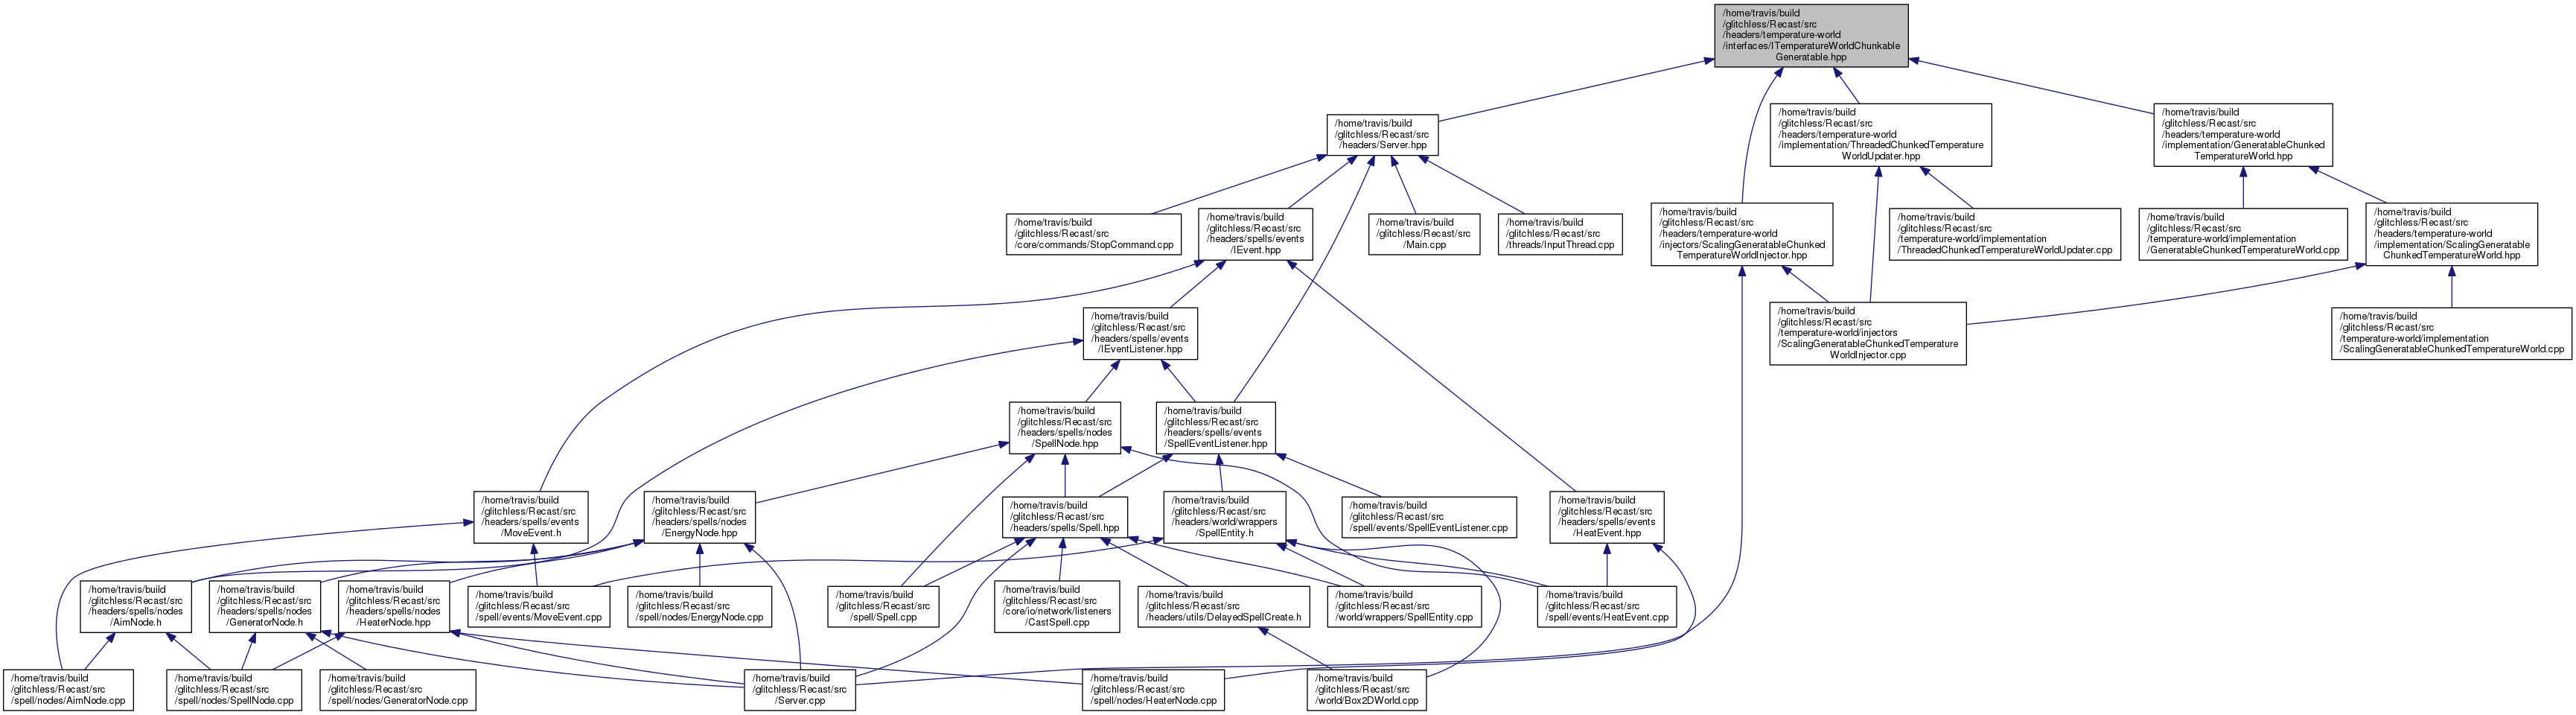 /home/travis/build
/glitchless/Recast/src
/headers/temperature-world
/interfaces/ITemperatureWorldChunkable
Generatable.hpp
/home/travis/build
/glitchless/Recast/src
/headers/Server.hpp
/home/travis/build
/glitchless/Recast/src
/headers/temperature-world
/implementation/ThreadedChunkedTemperature
WorldUpdater.hpp
/home/travis/build
/glitchless/Recast/src
/headers/temperature-world
/implementation/GeneratableChunked
TemperatureWorld.hpp
/home/travis/build
/glitchless/Recast/src
/core/commands/StopCommand.cpp
/home/travis/build
/glitchless/Recast/src
/headers/spells/events
/IEvent.hpp
/home/travis/build
/glitchless/Recast/src
/Main.cpp
/home/travis/build
/glitchless/Recast/src
/threads/InputThread.cpp
/home/travis/build
/glitchless/Recast/src
/headers/temperature-world
/injectors/ScalingGeneratableChunked
TemperatureWorldInjector.hpp
/home/travis/build
/glitchless/Recast/src
/temperature-world/implementation
/ThreadedChunkedTemperatureWorldUpdater.cpp
/home/travis/build
/glitchless/Recast/src
/temperature-world/implementation
/GeneratableChunkedTemperatureWorld.cpp
/home/travis/build
/glitchless/Recast/src
/headers/temperature-world
/implementation/ScalingGeneratable
ChunkedTemperatureWorld.hpp
/home/travis/build
/glitchless/Recast/src
/headers/spells/events
/IEventListener.hpp
/home/travis/build
/glitchless/Recast/src
/temperature-world/injectors
/ScalingGeneratableChunkedTemperature
WorldInjector.cpp
/home/travis/build
/glitchless/Recast/src
/temperature-world/implementation
/ScalingGeneratableChunkedTemperatureWorld.cpp
/home/travis/build
/glitchless/Recast/src
/headers/spells/nodes
/SpellNode.hpp
/home/travis/build
/glitchless/Recast/src
/headers/spells/events
/SpellEventListener.hpp
/home/travis/build
/glitchless/Recast/src
/headers/spells/events
/MoveEvent.h
/home/travis/build
/glitchless/Recast/src
/headers/spells/nodes
/EnergyNode.hpp
/home/travis/build
/glitchless/Recast/src
/headers/spells/Spell.hpp
/home/travis/build
/glitchless/Recast/src
/headers/world/wrappers
/SpellEntity.h
/home/travis/build
/glitchless/Recast/src
/spell/events/SpellEventListener.cpp
/home/travis/build
/glitchless/Recast/src
/headers/spells/events
/HeatEvent.hpp
/home/travis/build
/glitchless/Recast/src
/headers/spells/nodes
/AimNode.h
/home/travis/build
/glitchless/Recast/src
/headers/spells/nodes
/GeneratorNode.h
/home/travis/build
/glitchless/Recast/src
/headers/spells/nodes
/HeaterNode.hpp
/home/travis/build
/glitchless/Recast/src
/spell/events/MoveEvent.cpp
/home/travis/build
/glitchless/Recast/src
/spell/nodes/EnergyNode.cpp
/home/travis/build
/glitchless/Recast/src
/spell/Spell.cpp
/home/travis/build
/glitchless/Recast/src
/core/io/network/listeners
/CastSpell.cpp
/home/travis/build
/glitchless/Recast/src
/headers/utils/DelayedSpellCreate.h
/home/travis/build
/glitchless/Recast/src
/world/wrappers/SpellEntity.cpp
/home/travis/build
/glitchless/Recast/src
/spell/events/HeatEvent.cpp
/home/travis/build
/glitchless/Recast/src
/spell/nodes/AimNode.cpp
/home/travis/build
/glitchless/Recast/src
/spell/nodes/SpellNode.cpp
/home/travis/build
/glitchless/Recast/src
/spell/nodes/GeneratorNode.cpp
/home/travis/build
/glitchless/Recast/src
/Server.cpp
/home/travis/build
/glitchless/Recast/src
/spell/nodes/HeaterNode.cpp
/home/travis/build
/glitchless/Recast/src
/world/Box2DWorld.cpp